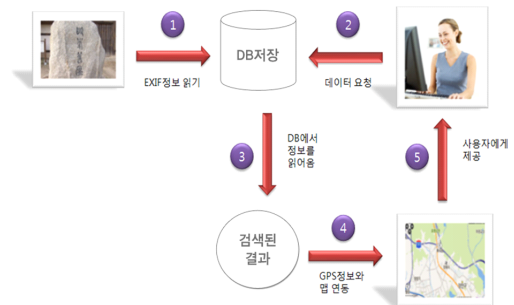 1
2
DB저장
EXIF정보 읽기
데이터 요청
3
DB에서
정보를
읽어옴
5
사용자에게
제공
검색된
결과
4
GPS정보와
맵 연동